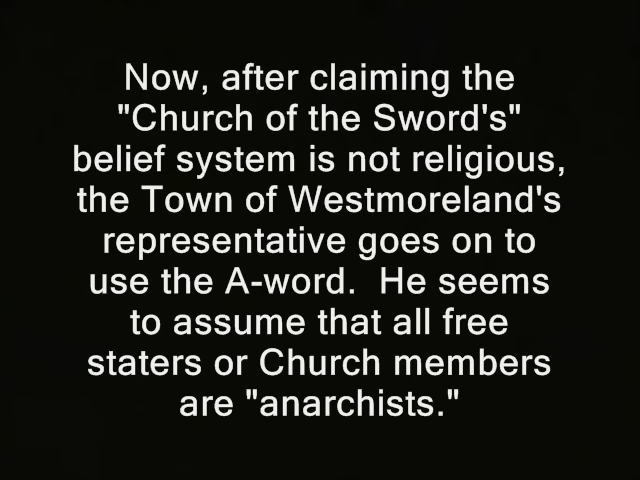 Now, after claiming the
"Church of the Sword's"
belief system is not religious,
the Town of Westmoreland's
representative goes on to
use the A-word.  He seems
to assume that all free
staters or Church members
are "anarchists."